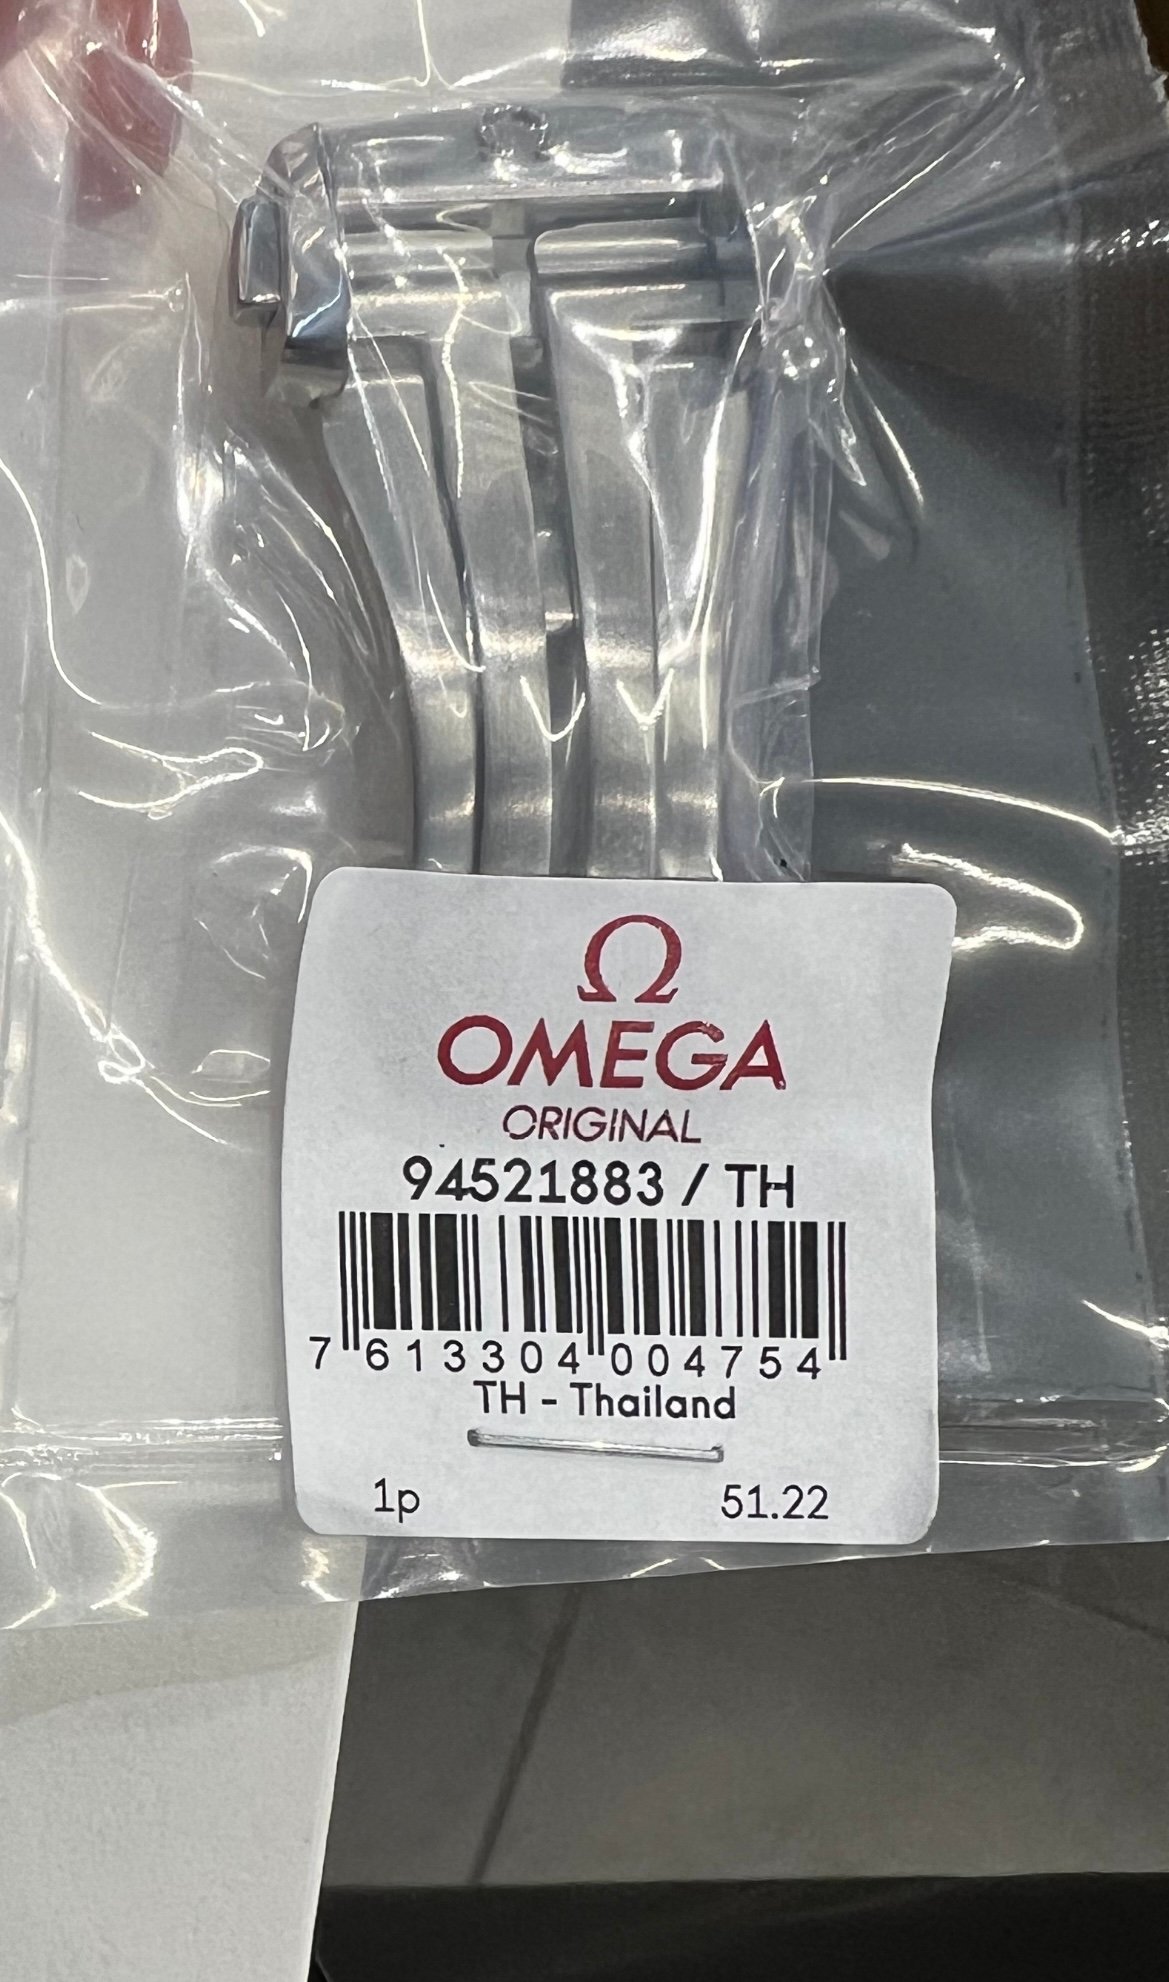 Ω
OMEGA
ORIGINAL
94521883 / TH
7 613304 004754
TH - Thailand
1p 51.22